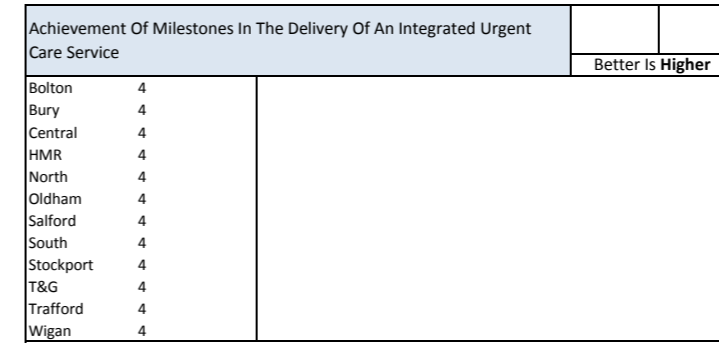 Achievement Of Milestones In The Delivery Of An Integrated Urgent
Care Service
Better Is Higher
Bolton 4
Bury 4
Central 4
HMR 4
North 4
Oldham 4
Salford 4
South 4
Stockport 4
T&G 4
Trafford 4
Wigan 4